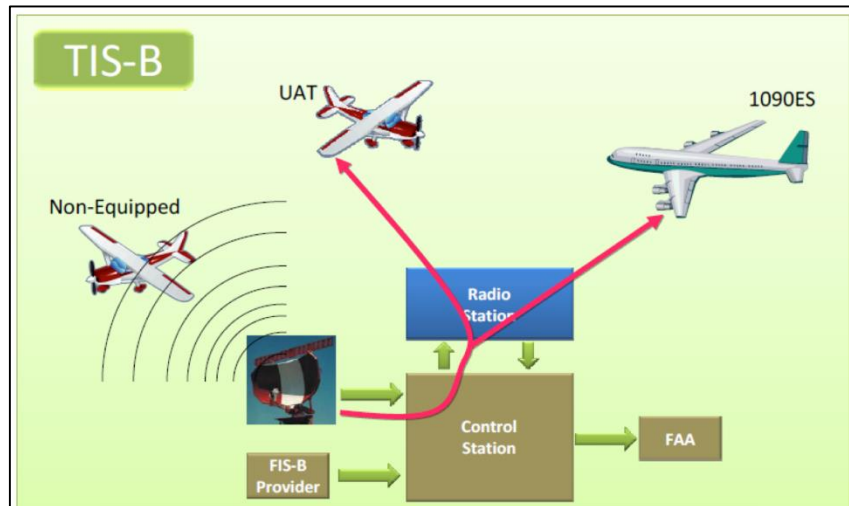 TIS-B
UAT
1090ES
Non-Equipped
Radio
Station
Control
Station
FAA
FIS-B
Provider